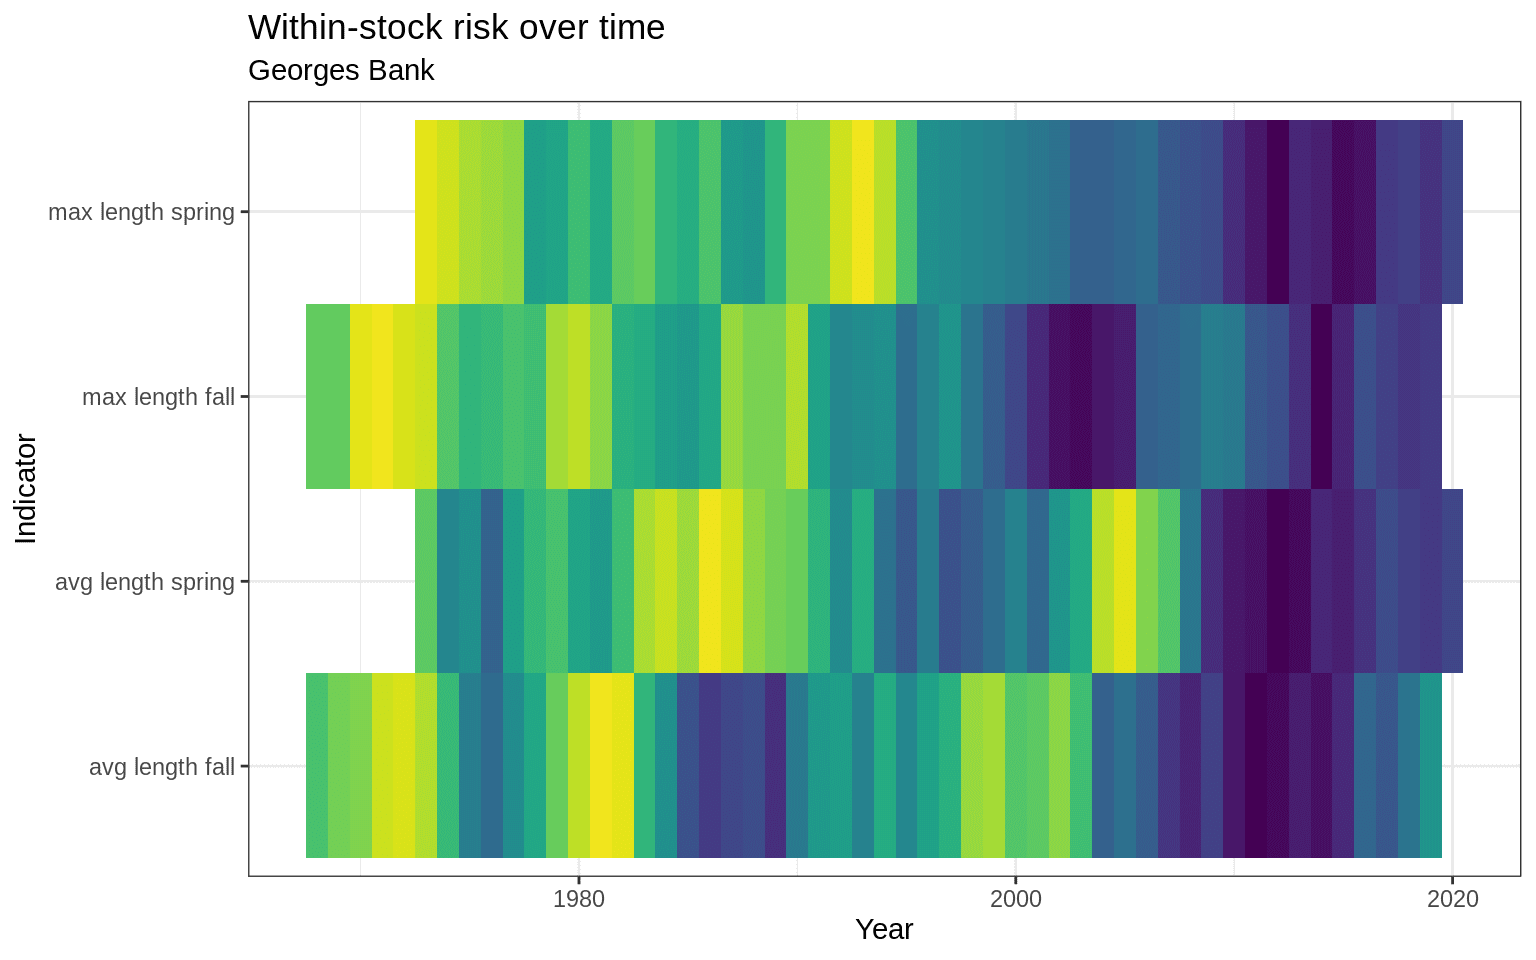 Within-stock risk over time
Georges Bank
max length spring
max length fall
avg length spring
avg length fall
Indicator
1980
2000
2020
Year